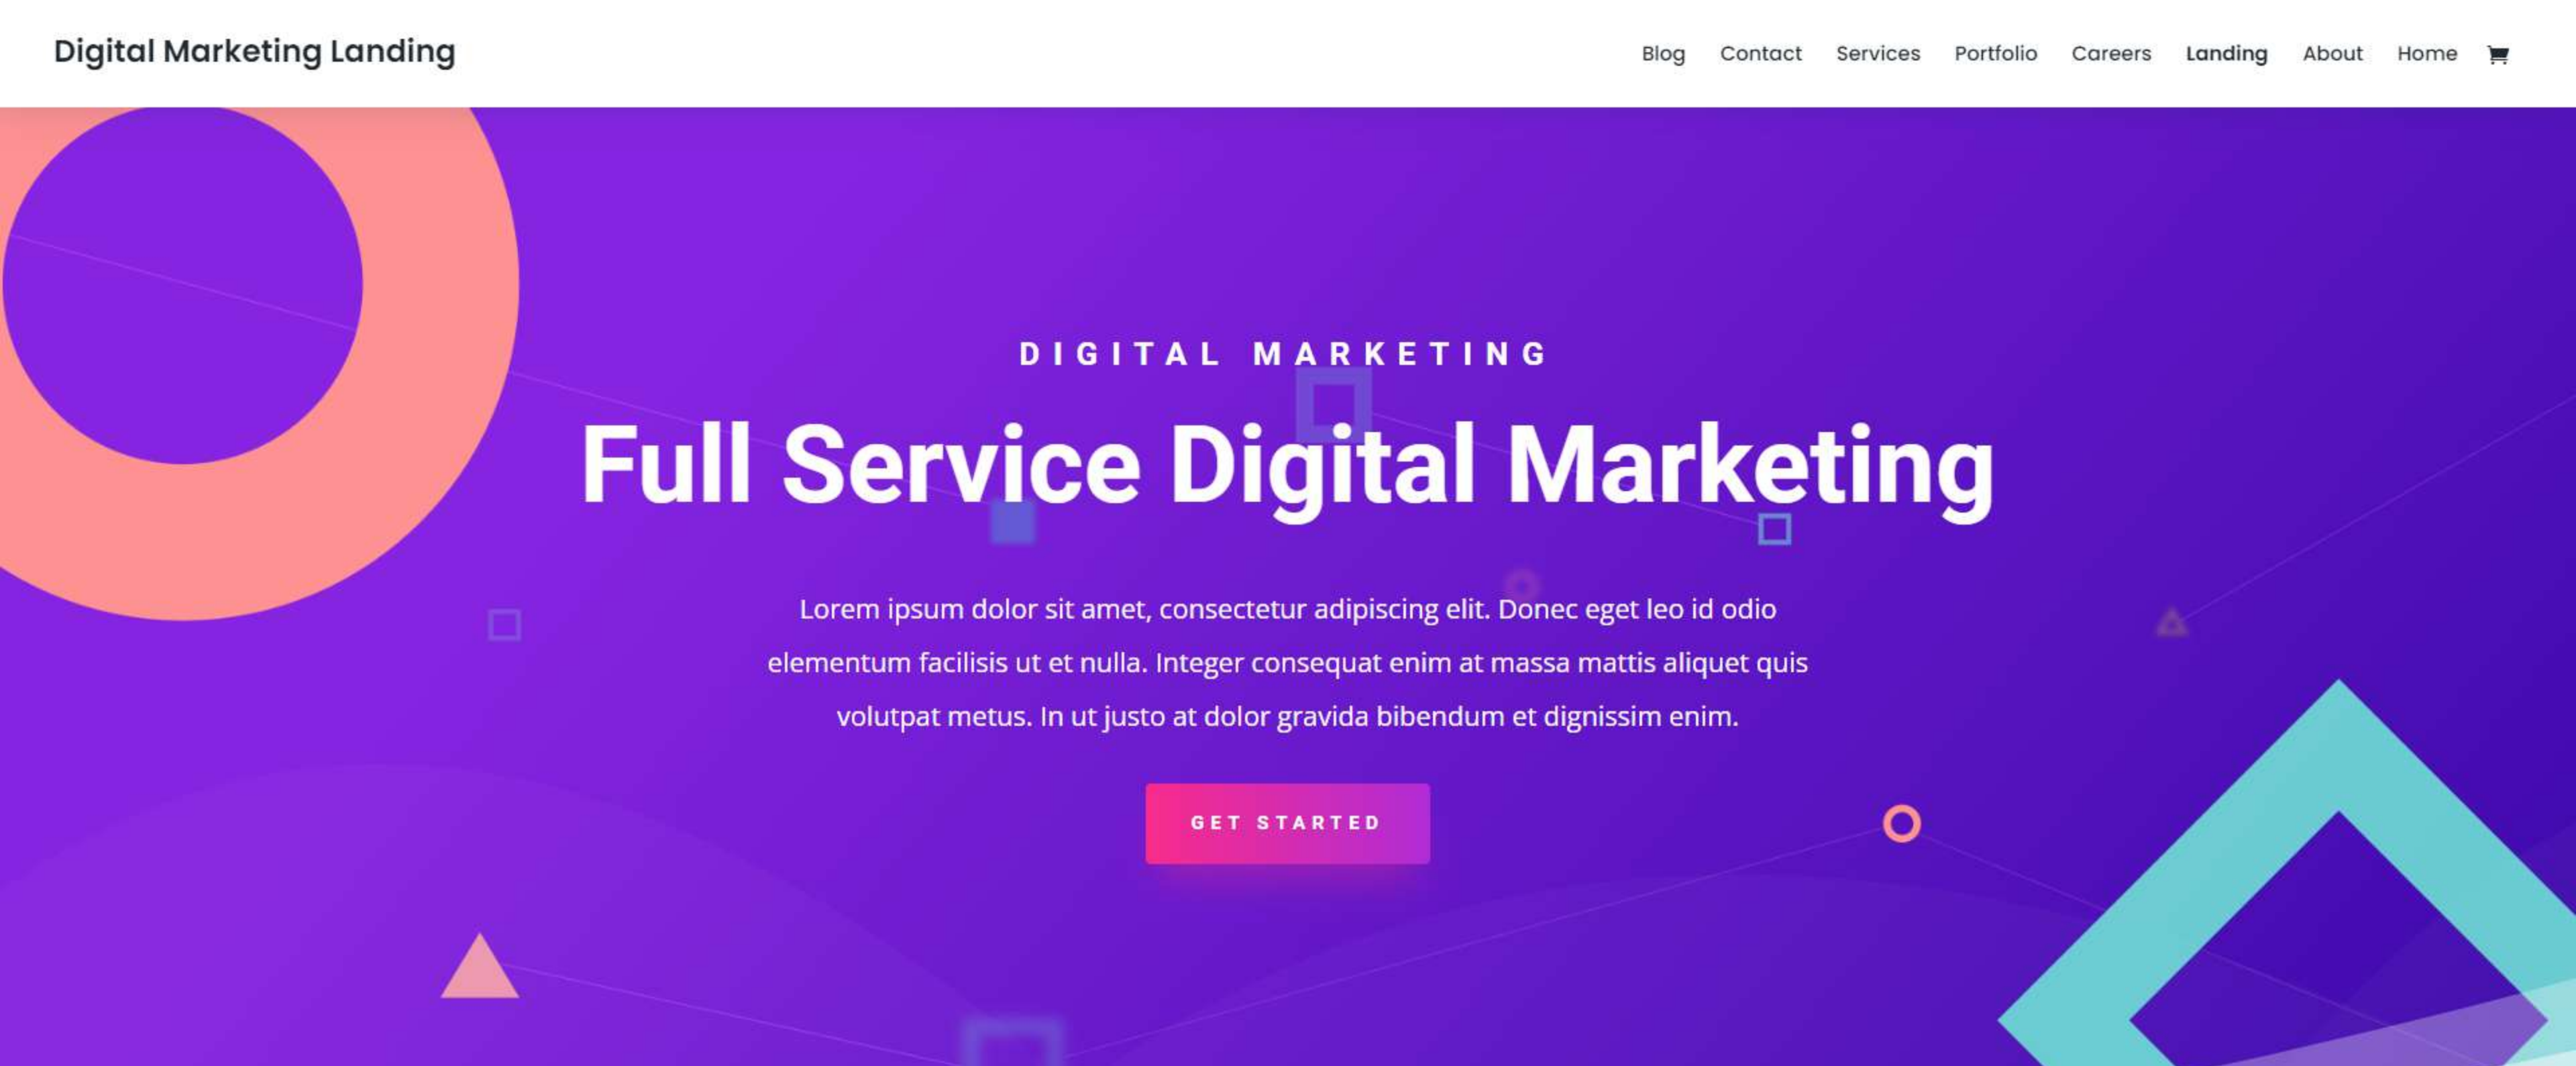 Digital Marketing Landing
Blog Contact Services Portfolio Careers Landing About Home
DIGITAL MARKETING
Full Service Digital Marketing
Lorem ipsum dolor sit amet, consectetur adipiscing elit. Donec eget leo id odio
elementum facilisis ut et nulla. Integer consequat enim at massa mattis aliquet quis
volutpat metus. In ut justo at dolor gravida bibendum et dignissim enim.
GET STARTED